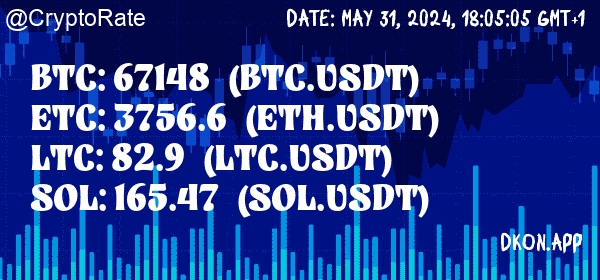 @CryptoRate
DATE: MAY 31, 2024, 18:05:05 GMT+1
BTC: 67148 (BTC.USDT)
ETC: 3756.6 (ETH.USDT)
LTC: 82.9 (LTC.USDT)
SOL: 165.47 (SOL.USDT)
DKON.APP